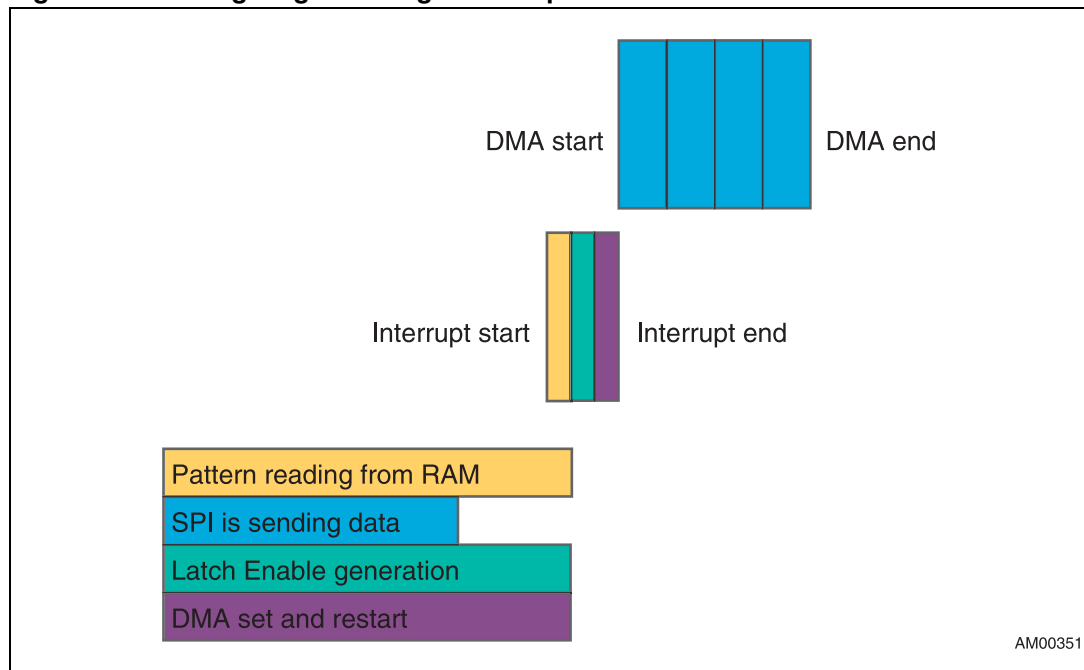 DMA start
DMA end
Interrupt start
Interrupt end
Pattern reading from RAM
SPI is sending data
Latch Enable generation
DMA set and restart
AM00351